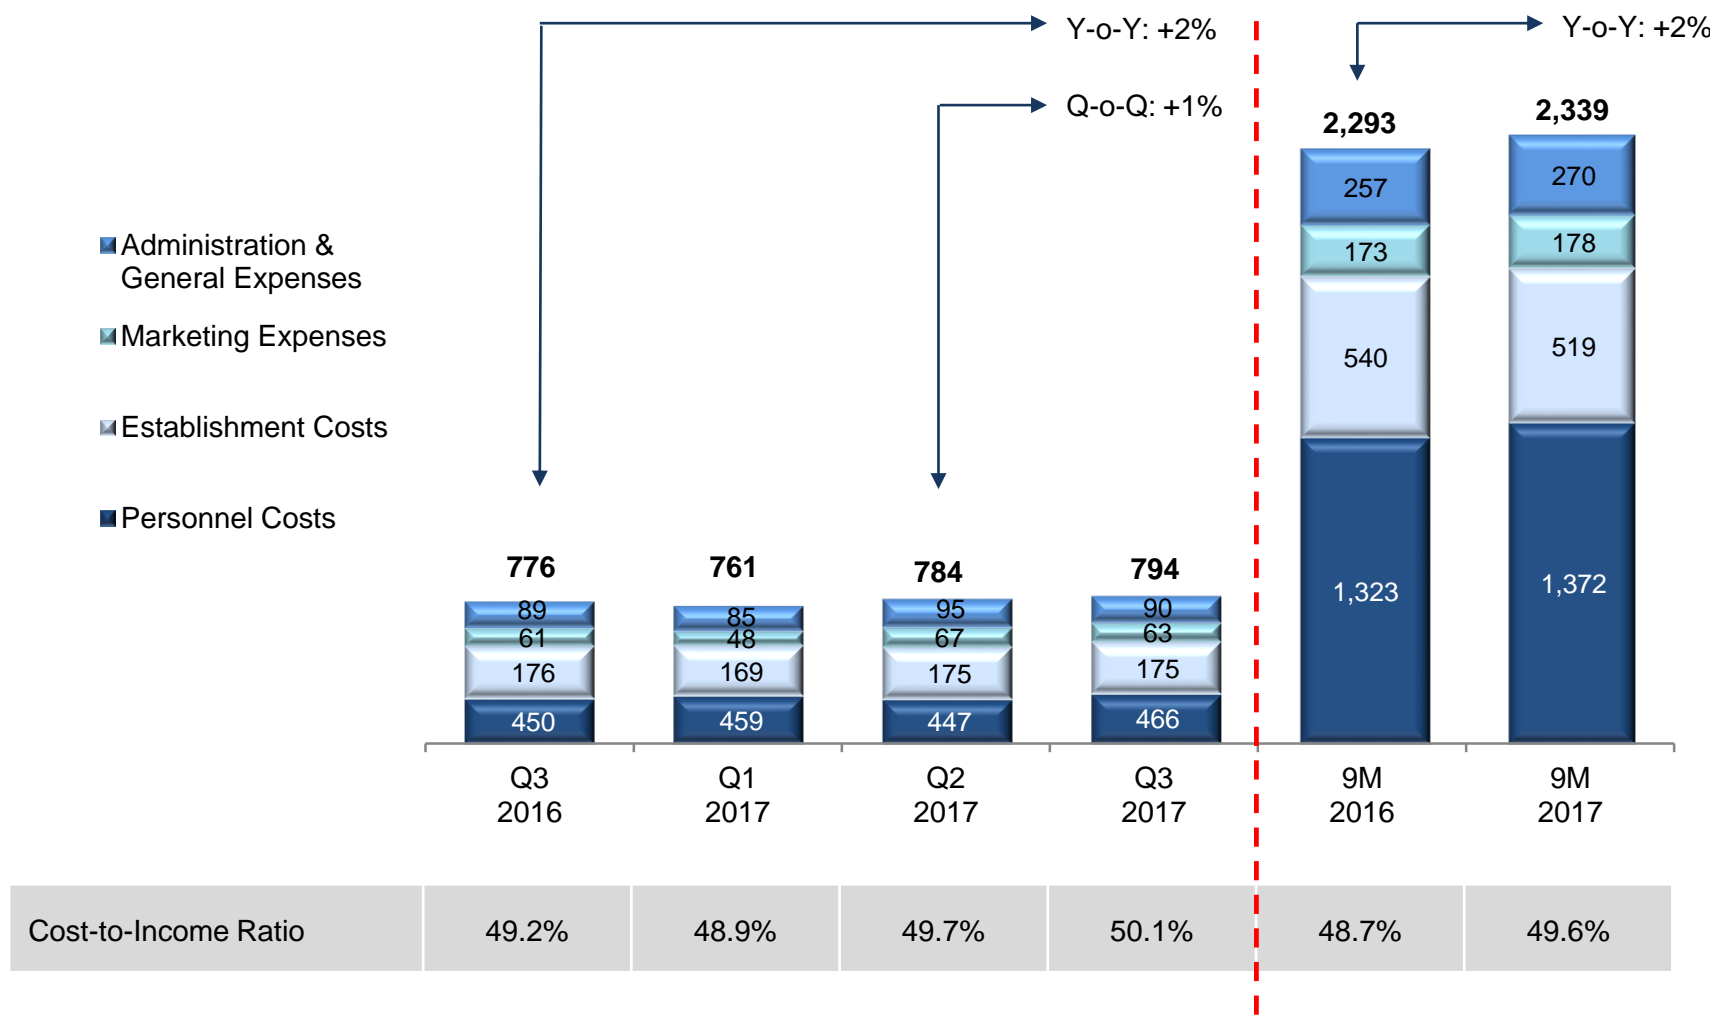 Y-o-Y: +2%
Y-o-Y: +2%
Q-o-Q: +1%
2,293
2,339
257
270
173
178
540
519
1,323
1,372
Administration &
General Expenses
Marketing Expenses
Establishment Costs
Personnel Costs
776
761
784
794
89
85
95
90
61
48
67
63
176
169
175
175
450
459
447
466
Q3
2016
Q1
2017
Q2
2017
Q3
2017
9M
2016
9M
2017
Cost-to-Income Ratio
49.2%
48.9%
49.7%
50.1%
48.7%
49.6%